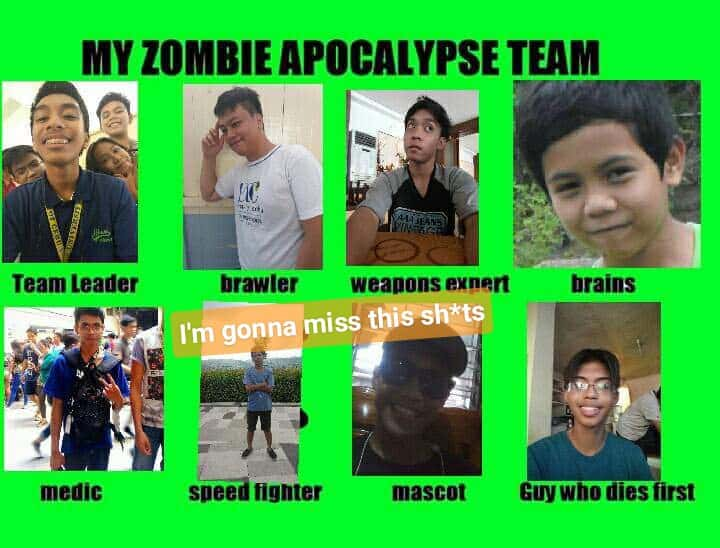 MY ZOMBIE APOCALYPSE TEAM
Team Leader
brawler
weapons expert
brains
I'm gonna miss this sh*ts
medic
speed fighter
mascot
Guy who dies first